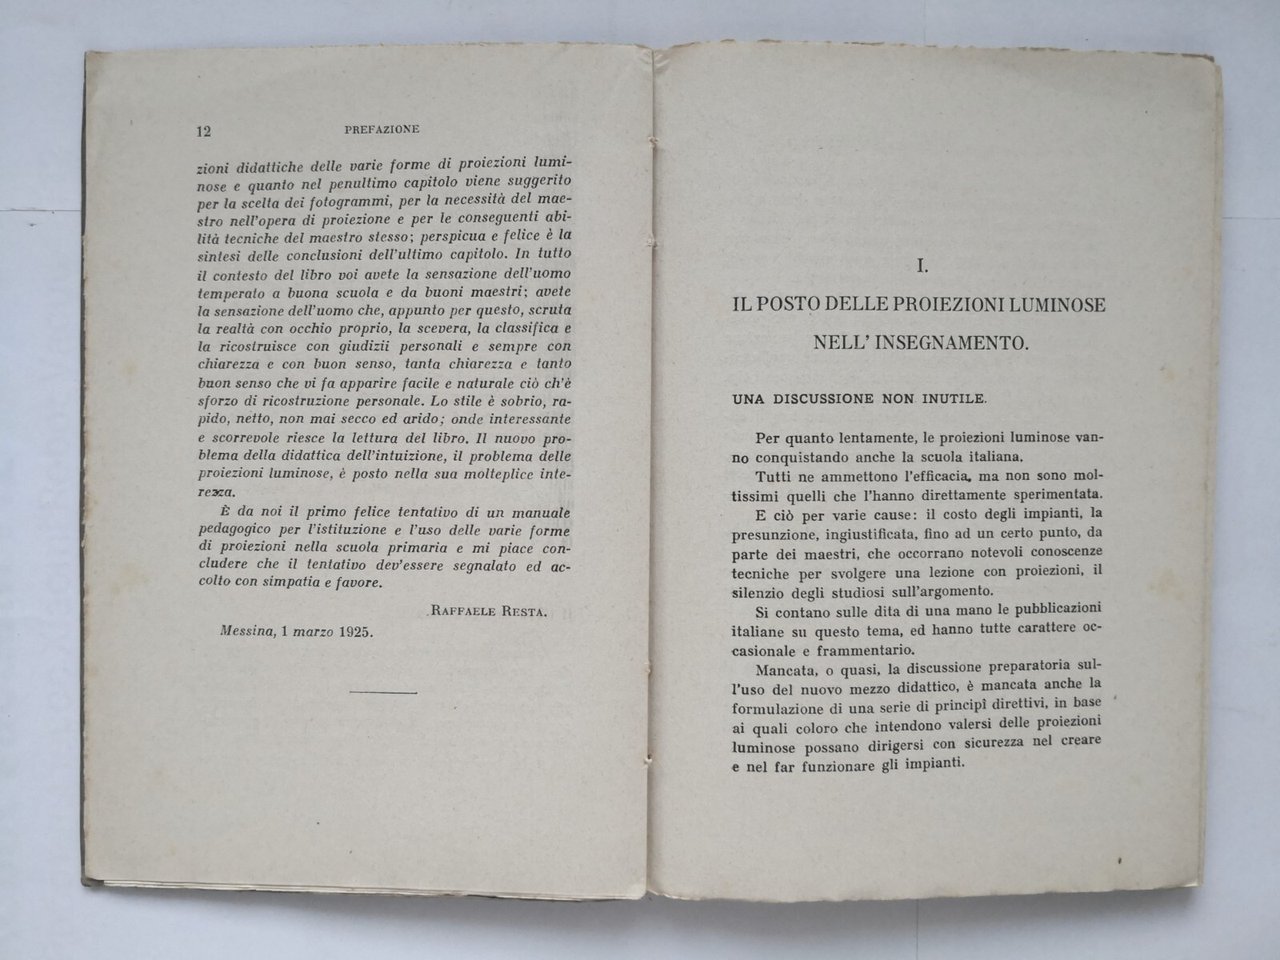 12 PREFAZIONE
zioni didattiche delle varie forme di proiezioni lumi-
nose e quanto nel penultimo capitolo viene suggerito
per la scelta dei fotogrammi, per la necessità del mae-
stro nell'opera di proiezione e per le conseguenti abi-
lità tecniche del maestro stesso; perspicua e felice è la
sintesi delle conclusioni dell'ultimo capitolo. In tutto
il contesto del libro voi avete la sensazione dell'uomo
temperato a buona scuola e da buoni maestri; avete
la sensazione dell'uomo che, appunto per questo, scruta
la realtà con occhio proprio, la scevera, la classifica e
la ricostruisce con giudizii personali e sempre con
chiarezza e con buon senso, tanta chiarezza e tanto
buon senso che vi fa apparire facile e naturale ciò ch'è
sforzo di ricostruzione personale. Lo stile è sobrio, ra-
pido, netto, non mai secco ed arido; onde interessante
e scorrevole riesce la lettura del libro. Il nuovo pro-
blema della didattica dell'intuizione, il problema delle
proiezioni luminose, è posto nella sua molteplice inte-
rezza.
È da noi il primo felice tentativo di un manuale
pedagogico per l'istituzione e l'uso delle varie forme
di proiezioni nella scuola primaria e mi piace con-
cludere che il tentativo dev'essere segnalato ed ac-
colto con simpatia e favore.
RAFFAELE RESTA.
Messina, 1 marzo 1925.
I.
IL POSTO DELLE PROIEZIONI LUMINOSE
NELL' INSEGNAMENTO.
UNA DISCUSSIONE NON INUTILE.
Per quanto lentamente, le proiezioni luminose van-
no conquistando anche la scuola italiana.
Tutti ne ammettono l'efficacia, ma non sono mol-
tissimi quelli che l'hanno direttamente sperimentata.
E ciò per varie cause: il costo degli impianti, la
presunzione, ingiustificata, fino ad un certo punto, da
parte dei maestri, che occorrano notevoli conoscenze
tecniche per svolgere una lezione con proiezioni, il
silenzio degli studiosi sull'argomento.
Si contano sulle dita di una mano le pubblicazioni
italiane su questo tema, ed hanno tutte carattere oc-
casionale e frammentario.
Mancata, o quasi, la discussione preparatoria sul-
l'uso del nuovo mezzo didattico, è mancata anche la
formulazione di una serie di principî direttivi, in base
ai quali coloro che intendono valersi delle proiezioni
luminose possano dirigersi con sicurezza nel creare
e nel far funzionare gli impianti.